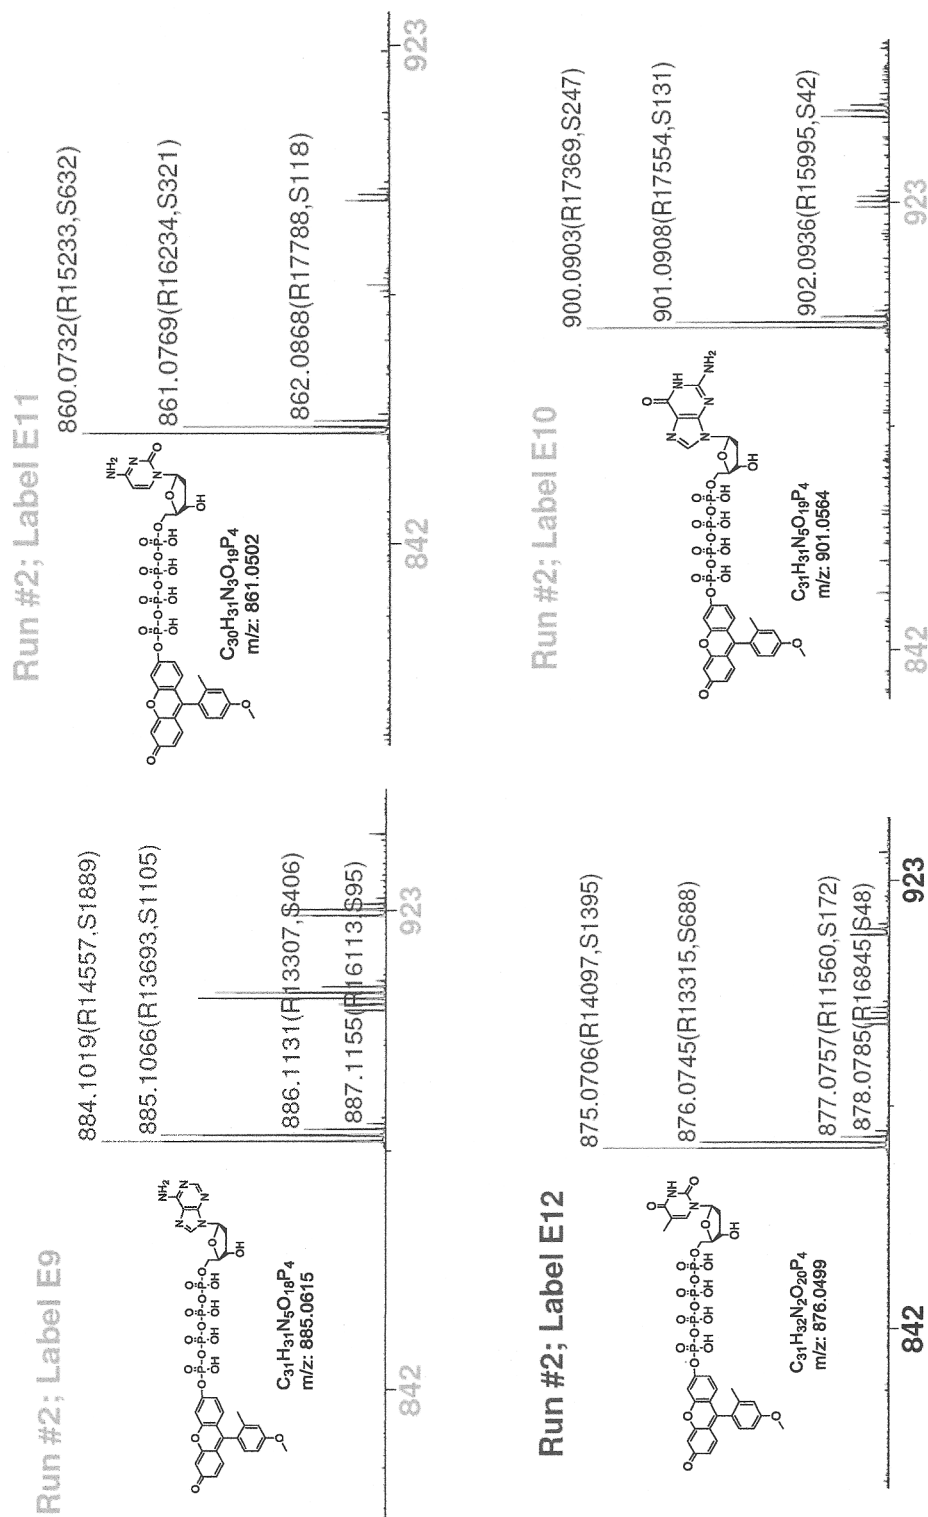 Run #2; Label E9
884.1019(R14557,S1889)
885.1066(R13693,S1105)
886.1131(R13307,S406)
887.1155(R16113,S95)
C31H31N5O18P4
m/z: 885.0615
842
923
Run #2; Label E11
860.0732(R15233,S632)
861.0769(R16234,S321)
862.0868(R17788,S118)
C30H31N3O19P4
m/z: 861.0502
842
923
Run #2; Label E12
875.0706(R14097,S1395)
876.0745(R13315,S688)
877.0757(R11560,S172)
878.0785(R16845,S48)
C31H32N2O20P4
m/z: 876.0499
842
923
Run #2; Label E10
900.0903(R17369,S247)
901.0908(R17554,S131)
902.0936(R15995,S42)
C31H31N5O19P4
m/z: 901.0564
842
923